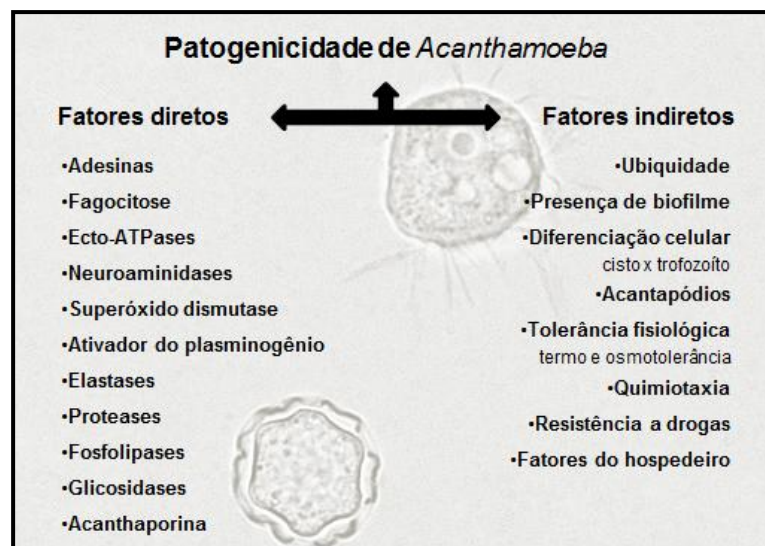 Patogenicidade de Acanthamoeba
Fatores diretos
•Adesinas
•Fagocitose
•Ecto-ATPases
•Neuroaminidases
•Superóxido dismutase
•Ativador do plasminogênio
•Elastases
•Proteases
•Fosfolipases
•Glicosidases
•Acanthaporina
Fatores indiretos
•Ubiquidade
•Presença de biofilme
•Diferenciação celular
cisto x trofozoíto
•Acantapódios
•Tolerância fisiológica
termo e osmotolerância
•Quimiotaxia
•Resistência a drogas
•Fatores do hospedeiro